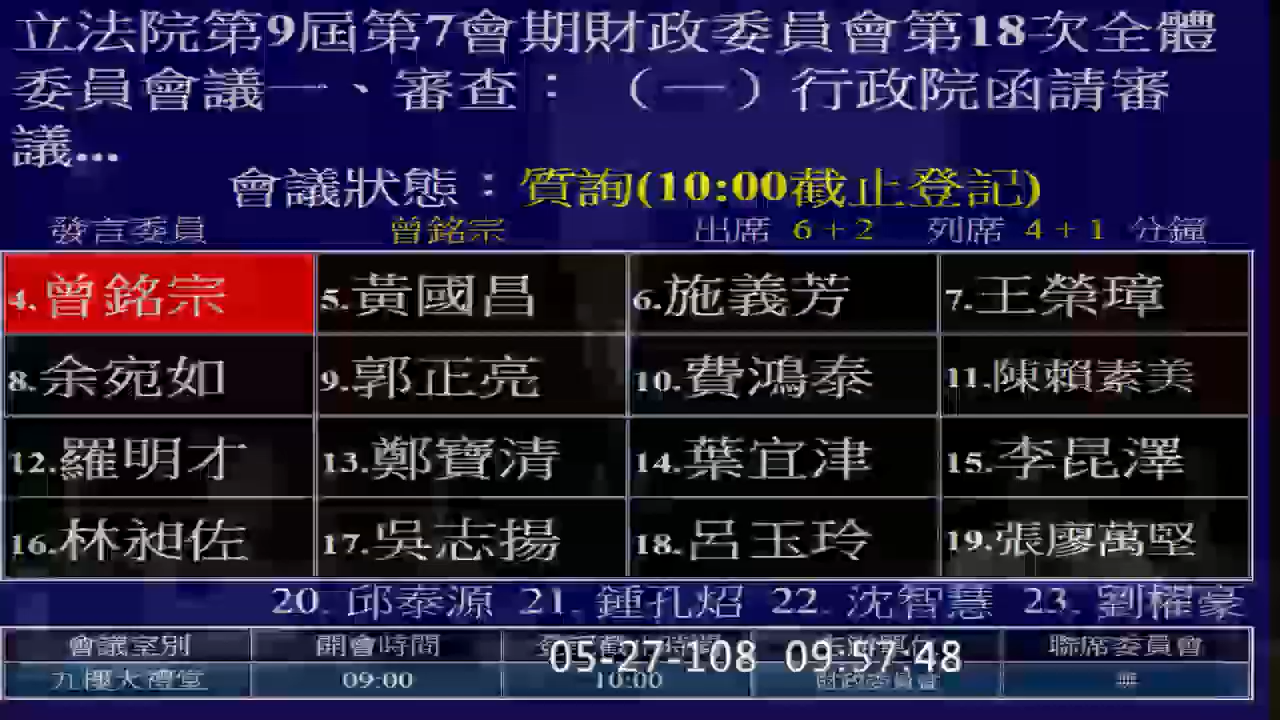 立法院第9屆第7會期財政委員會第18次全體
委員會議一、審查：（一）行政院函請審
議...
會議狀態：質詢(10:00截止登記)
發言委員 曾銘宗 出席 6+2 列席 4+1 分鐘
4.曾銘宗 5.黃國昌 6.施義芳 7.王榮璋
8.余宛如 9.郭正亮 10.費鴻泰 11.陳賴素美
12.羅明才 13.鄭寶清 14.葉宜津 15.李昆澤
16.林昶佐 17.吳志揚 18.呂玉玲 19.張廖萬堅
20. 邱泰源 21. 鍾孔炤 22. 沈智慧 23. 劉櫂豪
會議室別 開會時間 時間 聯席委員會
05-27-108 09:57:48
九樓大禮堂 09:00 10:00 財政委員會 無